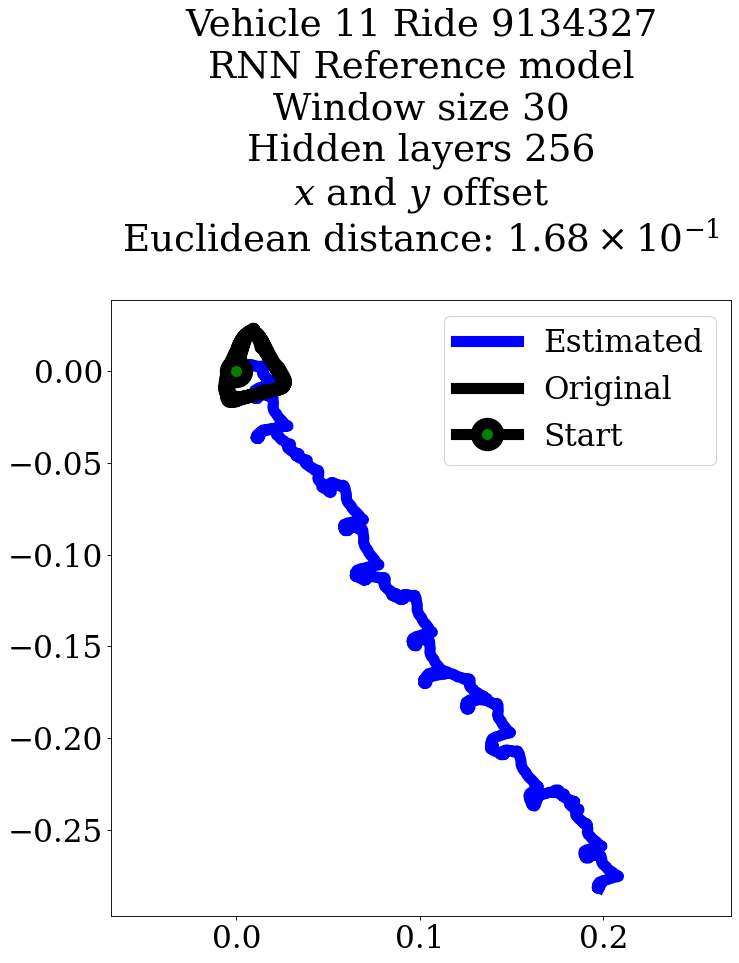 Vehicle 11 Ride 9134327
RNN Reference model
Window size 30
Hidden layers 256
x and y offset
Euclidean distance: 1.68 × 10⁻¹
Estimated
Original
Start
0.00
−0.05
−0.10
−0.15
−0.20
−0.25
0.0 0.1 0.2